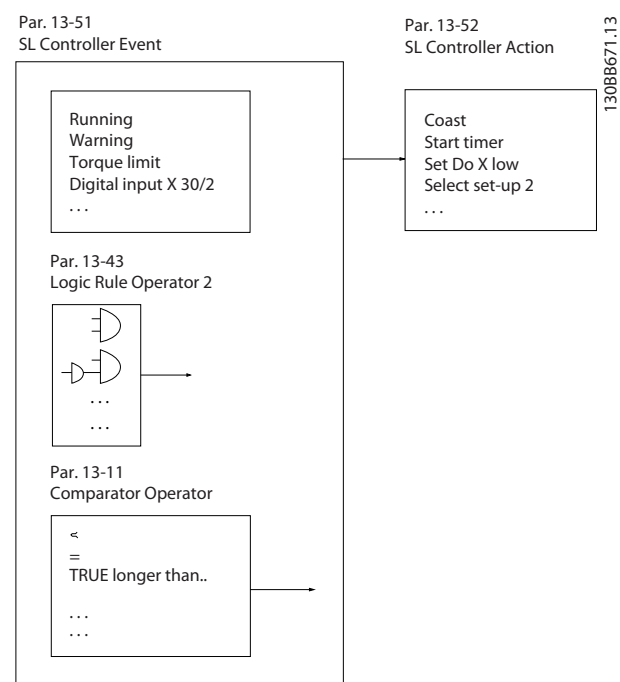 Par. 13-51
SL Controller Event
Par. 13-52
SL Controller Action
130BB671.13
Running
Warning
Torque limit
Digital input X 30/2
. . .
Coast
Start timer
Set Do X low
Select set-up 2
. . .
Par. 13-43
Logic Rule Operator 2
. . .
. . .
Par. 13-11
Comparator Operator
<
=
TRUE longer than..
. . .
. . .